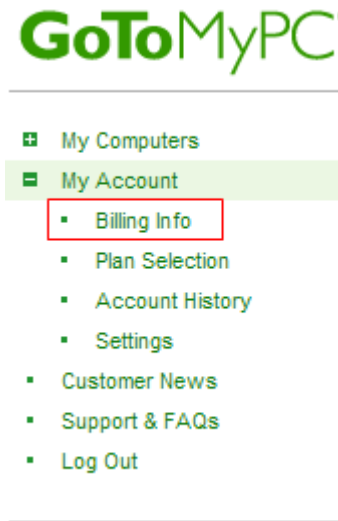 GoToMyPC
My Computers
My Account
Billing Info
Plan Selection
Account History
Settings
Customer News
Support & FAQs
Log Out